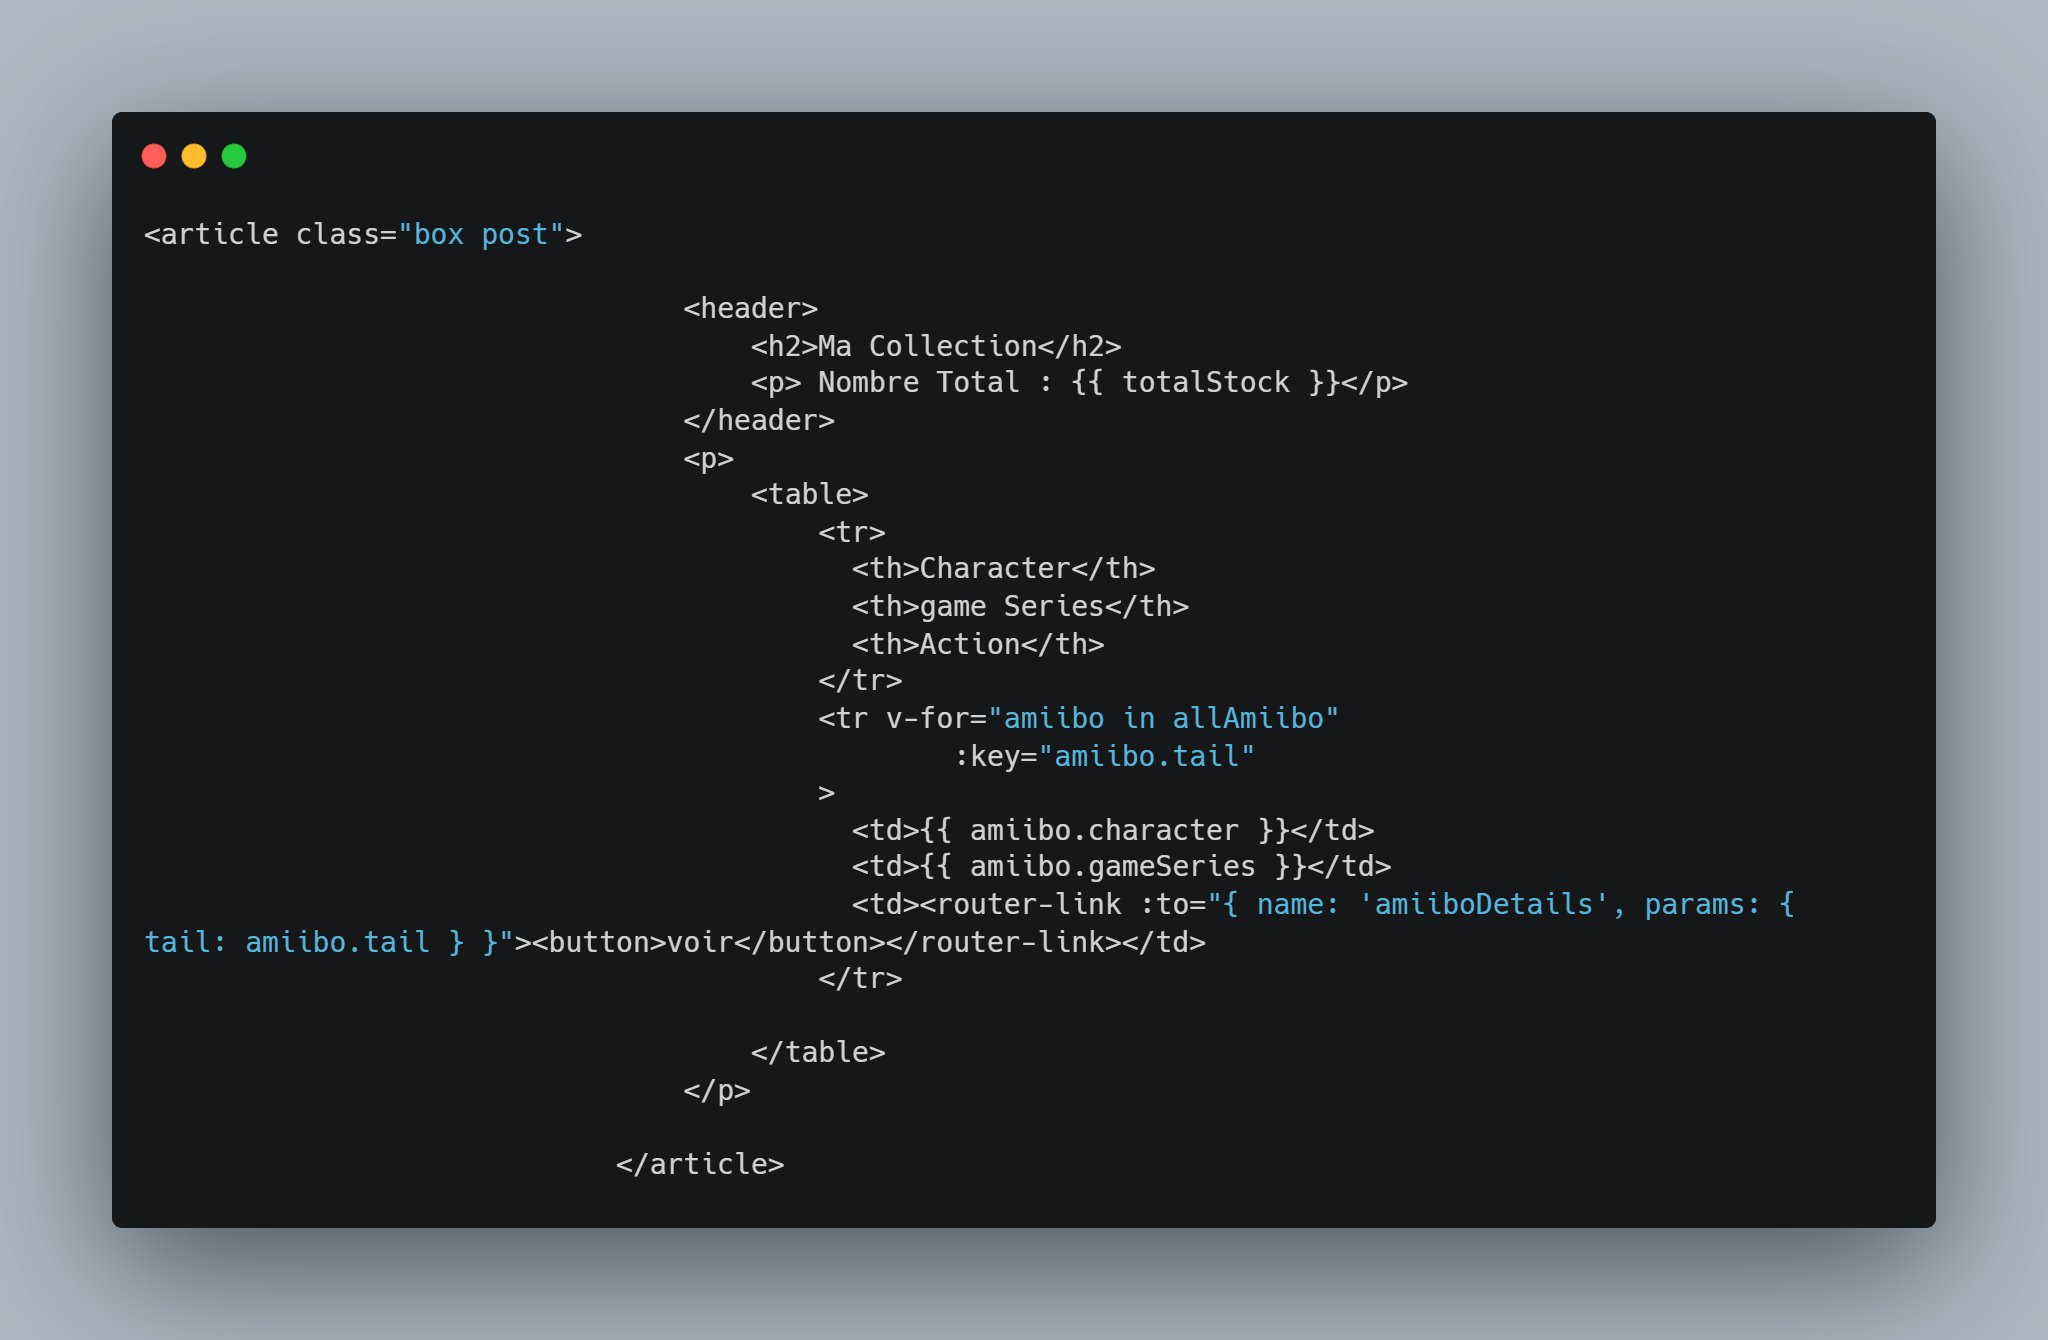 <article class="box post">
<header>
<h2>Ma Collection</h2>
<p> Nombre Total : {{ totalStock }}</p>
</header>
<p>
<table>
<tr>
<th>Character</th>
<th>game Series</th>
<th>Action</th>
</tr>
<tr v-for="amiibo in allAmiibo"
:key="amiibo.tail"
>
<td>{{ amiibo.character }}</td>
<td>{{ amiibo.gameSeries }}</td>
<td><router-link :to="{ name: 'amiiboDetails', params: {
tail: amiibo.tail } }"><button>voir</button></router-link></td>
</tr>
</table>
</p>
</article>